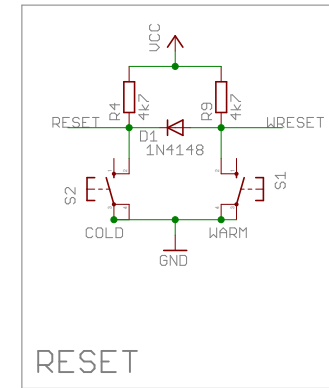 VCC
R4
4k7
R9
4k7
RESET
WRESET
D1
1N4148
S2
S1
COLD
WARM
GND
RESET